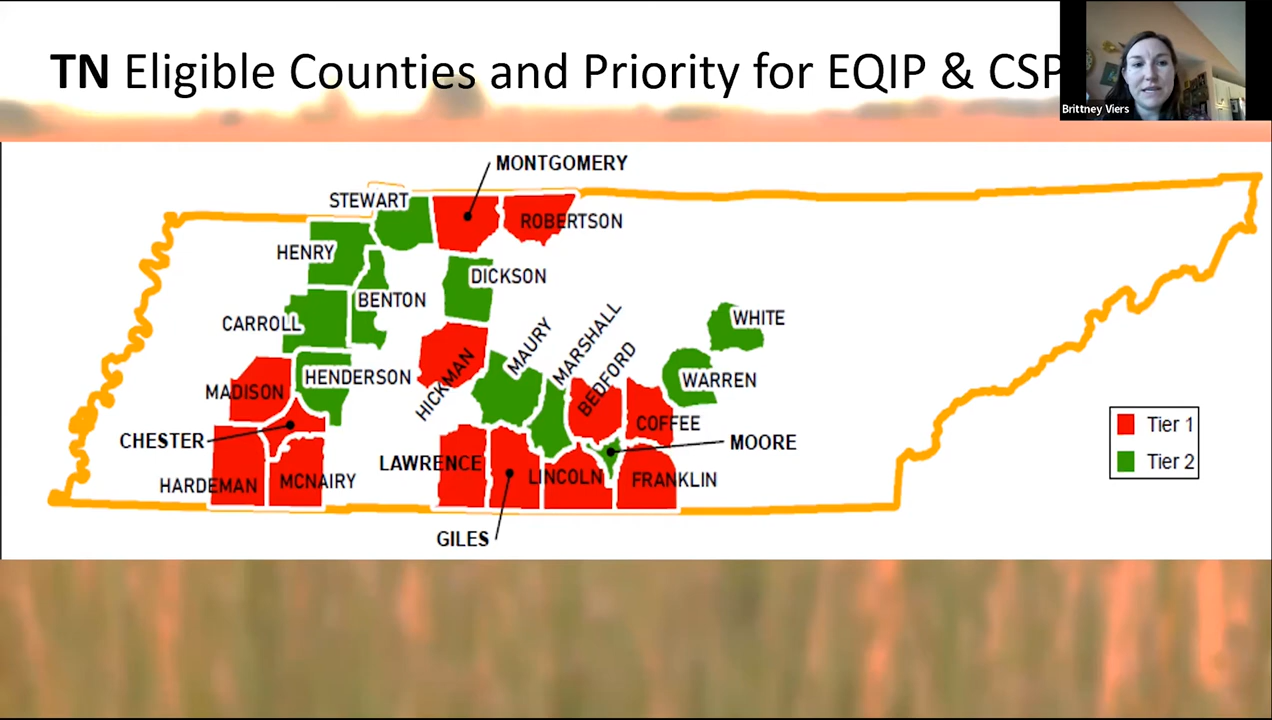 TN Eligible Counties and Priority for EQIP & CSP
Brittney Viers
MONTGOMERY
STEWART
ROBERTSON
HENRY
DICKSON
BENTON
WHITE
CARROLL
MAURY
MARSHALL
BEDFORD
HENDERSON
HICKMAN
WARREN
MADISON
COFFEE
CHESTER
MOORE
LAWRENCE
LINCOLN
FRANKLIN
HARDEMAN
MCNAIRY
GILES
Tier 1
Tier 2